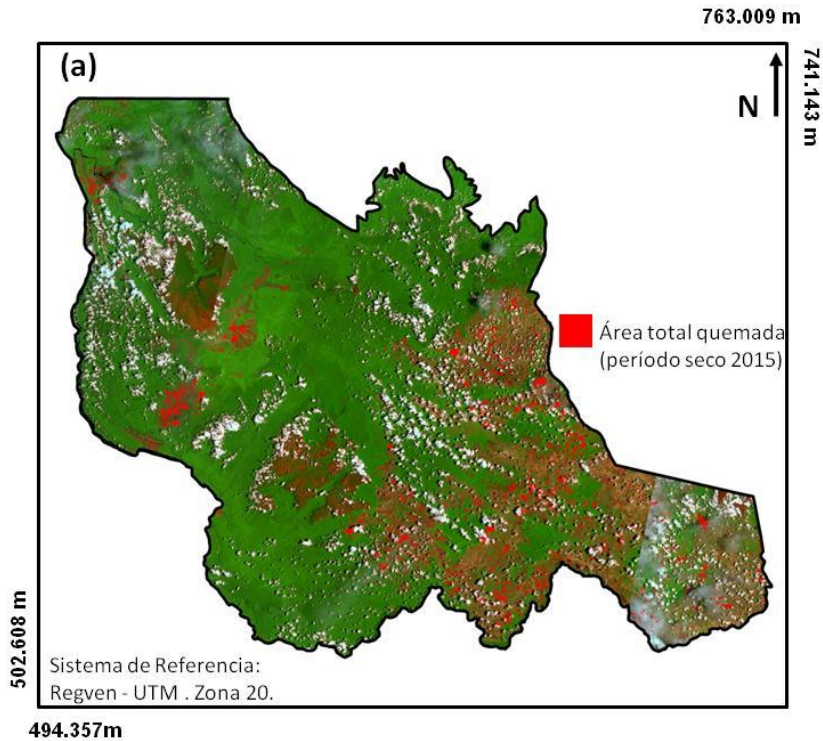 763.009 m
(a)
N
741.143 m
Área total quemada
(período seco 2015)
502.608 m
Sistema de Referencia:
Regven - UTM . Zona 20.
494.357m